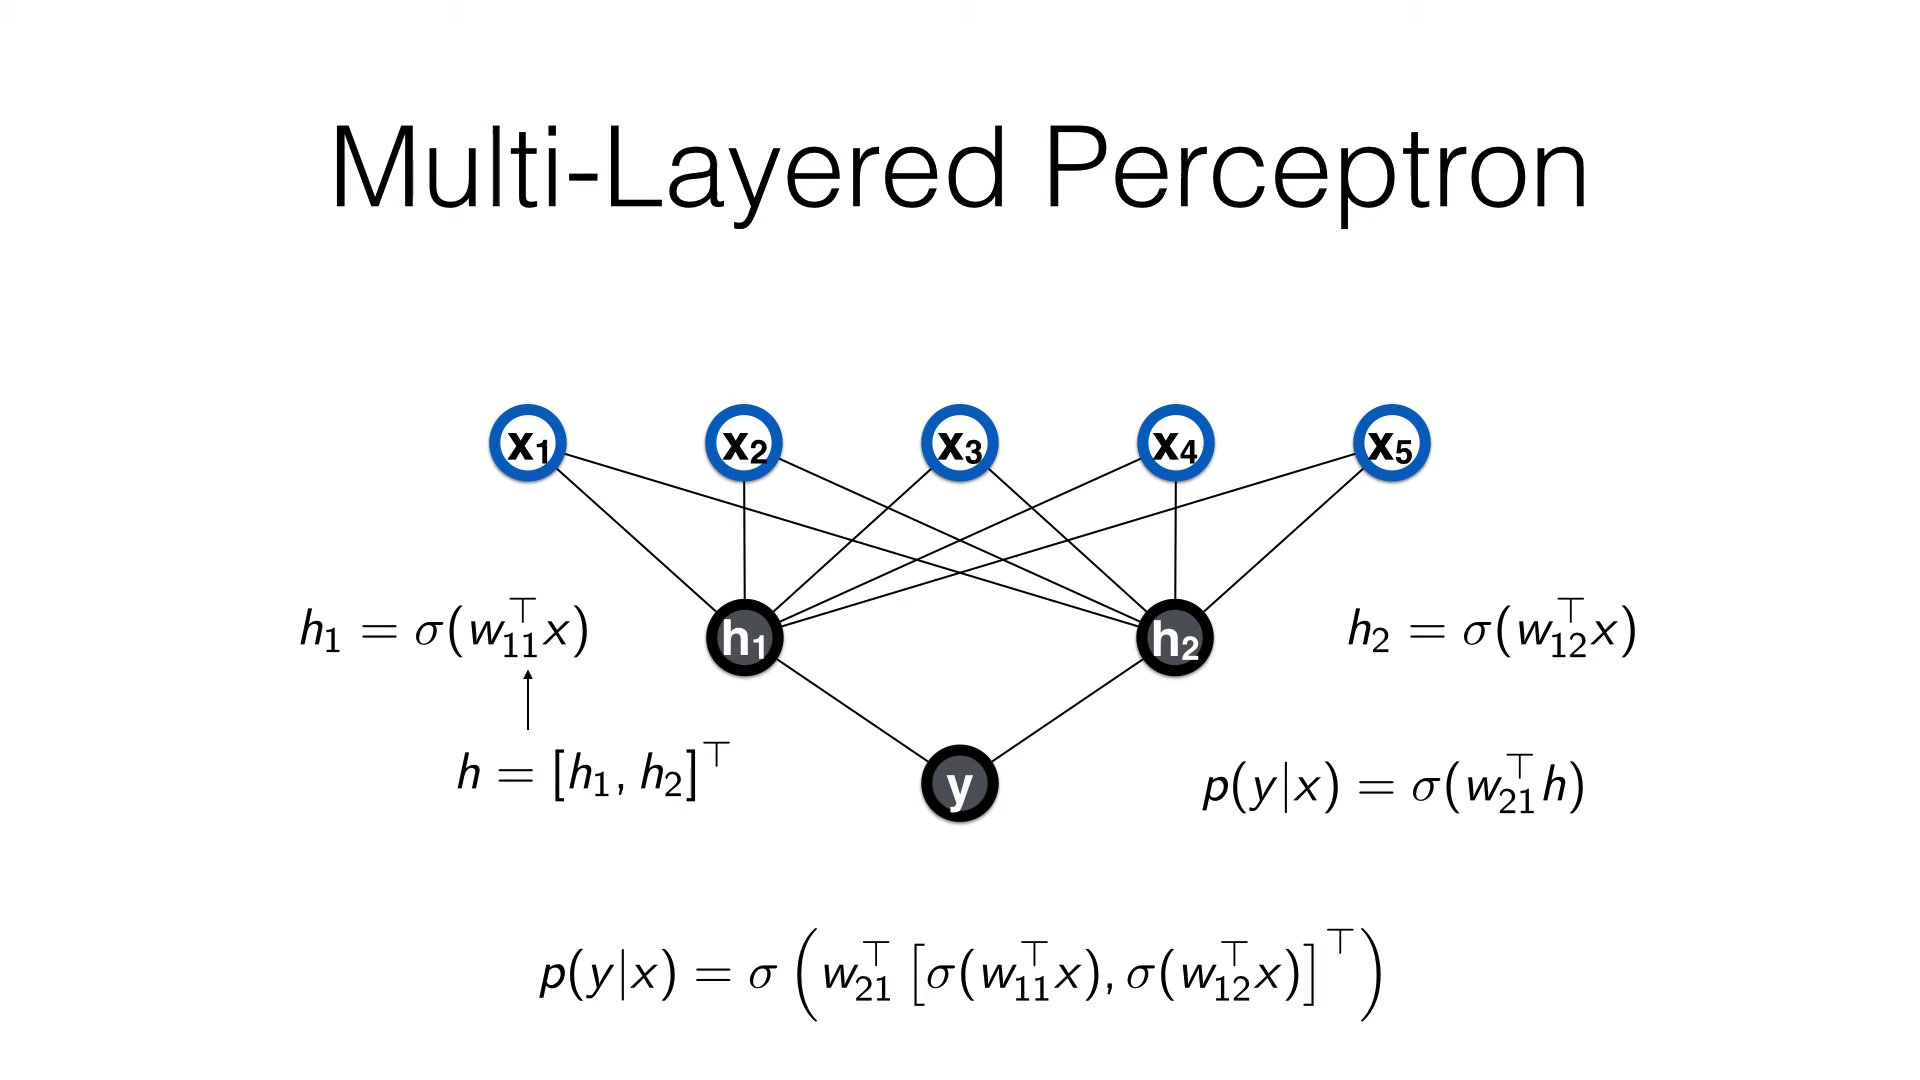 Multi-Layered Perceptron
x₁ x₂ x₃ x₄ x₅
h₁ = σ(w₁₁^⊤ x)
h₁ h₂
h₂ = σ(w₁₂^⊤ x)
h = [h₁, h₂]^⊤
y
p(y|x) = σ(w₂₁^⊤ h)
p(y|x) = σ(w₂₁^⊤ [σ(w₁₁^⊤ x), σ(w₁₂^⊤ x)]^⊤)